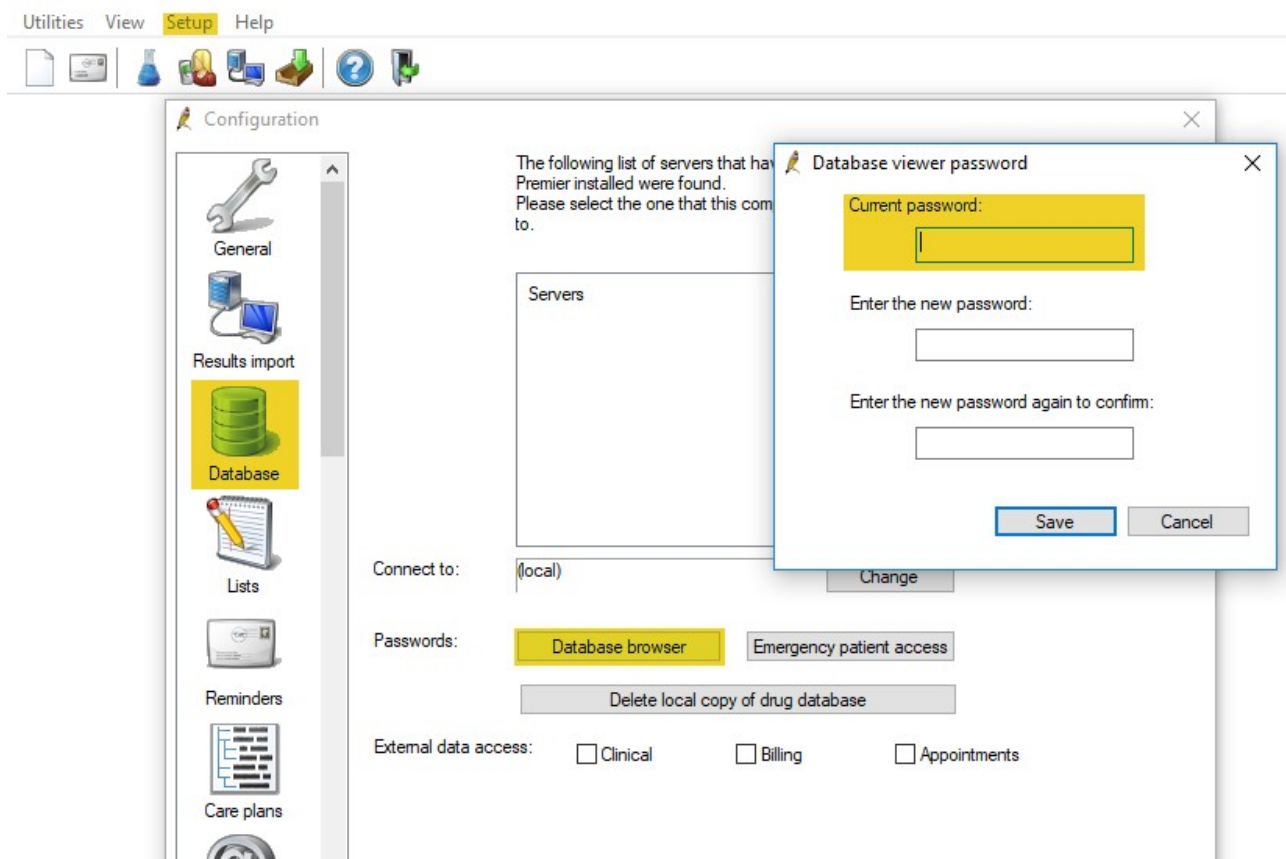 Utilities View Setup Help
Configuration
General
Results import
Database
Lists
Reminders
Care plans
The following list of servers that hav
Premier installed were found.
Please select the one that this com
to.
Servers
Connect to:
(local)
Change
Passwords:
Database browser
Emergency patient access
Delete local copy of drug database
External data access:
Clinical
Billing
Appointments
Database viewer password
Current password:
Enter the new password:
Enter the new password again to confirm:
Save
Cancel